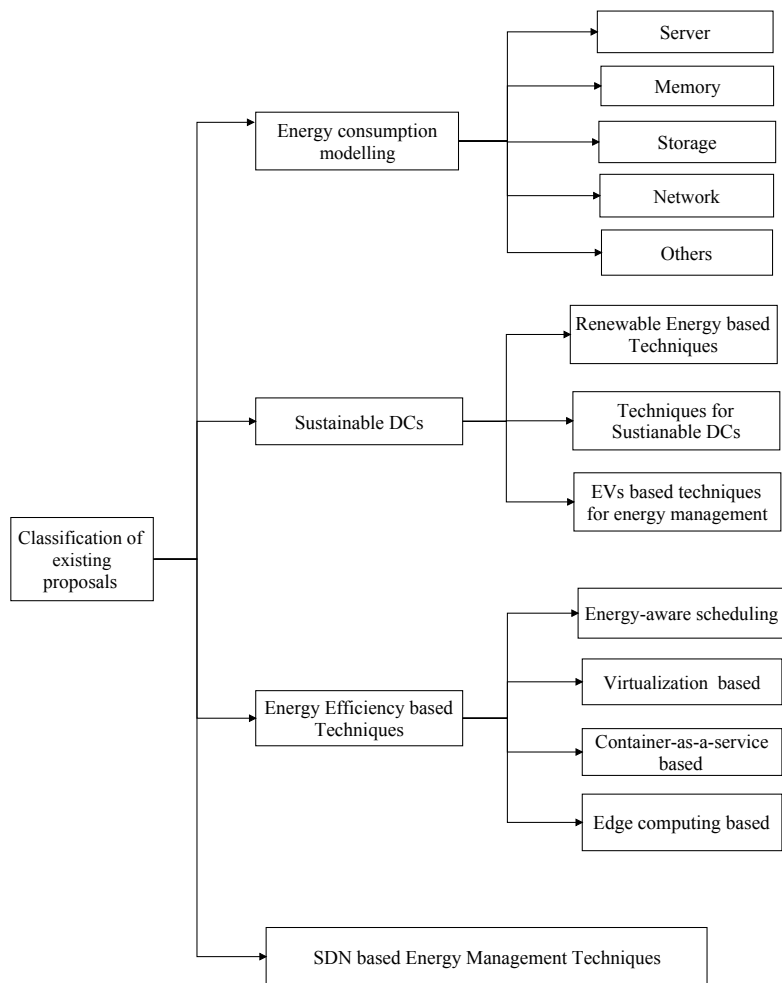 Server
Memory
Energy consumption
modelling
Storage
Network
Others
Renewable Energy based
Techniques
Sustainable DCs
Techniques for
Sustianable DCs
EVs based techniques
for energy management
Classification of
existing
proposals
Energy-aware scheduling
Virtualization based
Energy Efficiency based
Techniques
Container-as-a-service
based
Edge computing based
SDN based Energy Management Techniques